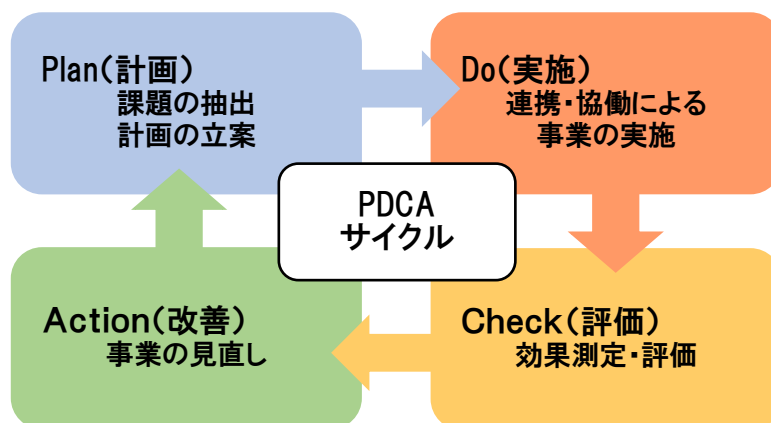 Plan(計画)
課題の抽出
計画の立案
Do(実施)
連携・協働による
事業の実施
PDCA
サイクル
Action(改善)
事業の見直し
Check(評価)
効果測定・評価